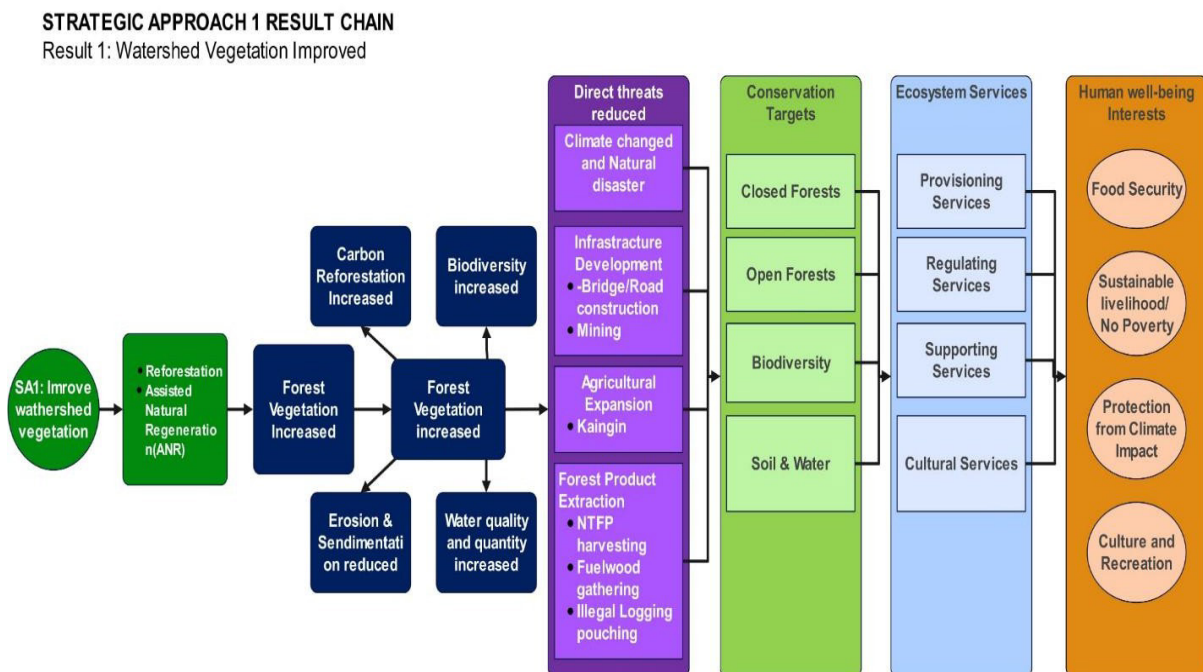 STRATEGIC APPROACH 1 RESULT CHAIN
Result 1: Watershed Vegetation Improved
SA1: Imrove
wathershed
vegetation
• Reforestation
• Assisted
Natural
Regeneratio
n(ANR)
Forest
Vegetation
Increased
Carbon
Reforestation
Increased
Biodiversity
increased
Forest
Vegetation
increased
Erosion &
Sendimentati
on reduced
Water quality
and quantity
increased
Direct threats
reduced
Climate changed
and Natural
disaster
Infrastracture
Development
• -Bridge/Road
construction
• Mining
Agricultural
Expansion
• Kaingin
Forest Product
Extraction
• NTFP
harvesting
• Fuelwood
gathering
• Illegal Logging
pouching
Conservation
Targets
Closed Forests
Open Forests
Biodiversity
Soil & Water
Ecosystem Services
Provisioning
Services
Regulating
Services
Supporting
Services
Cultural Services
Human well-being
Interests
Food Security
Sustainable
livelihood/
No Poverty
Protection
from Climate
Impact
Culture and
Recreation